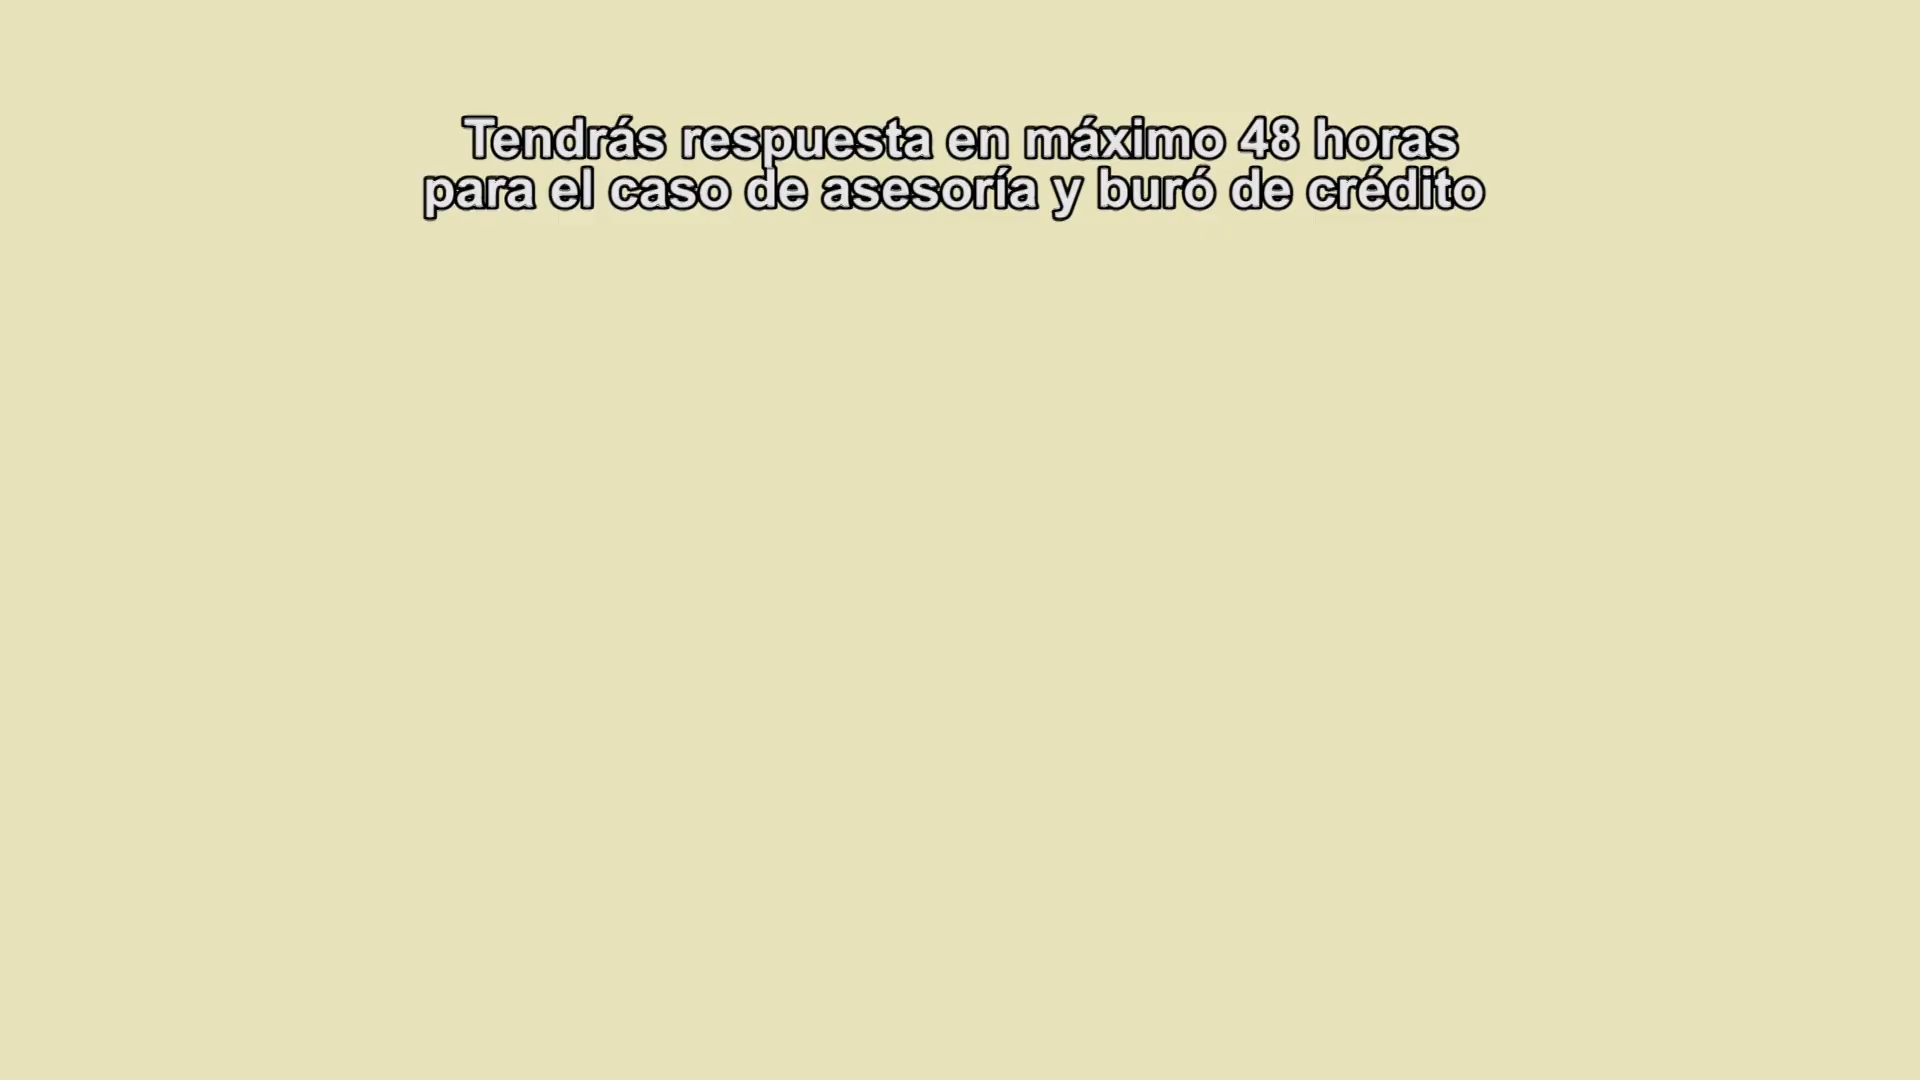 Tendrás respuesta en máximo 48 horas
para el caso de asesoría y buró de crédito